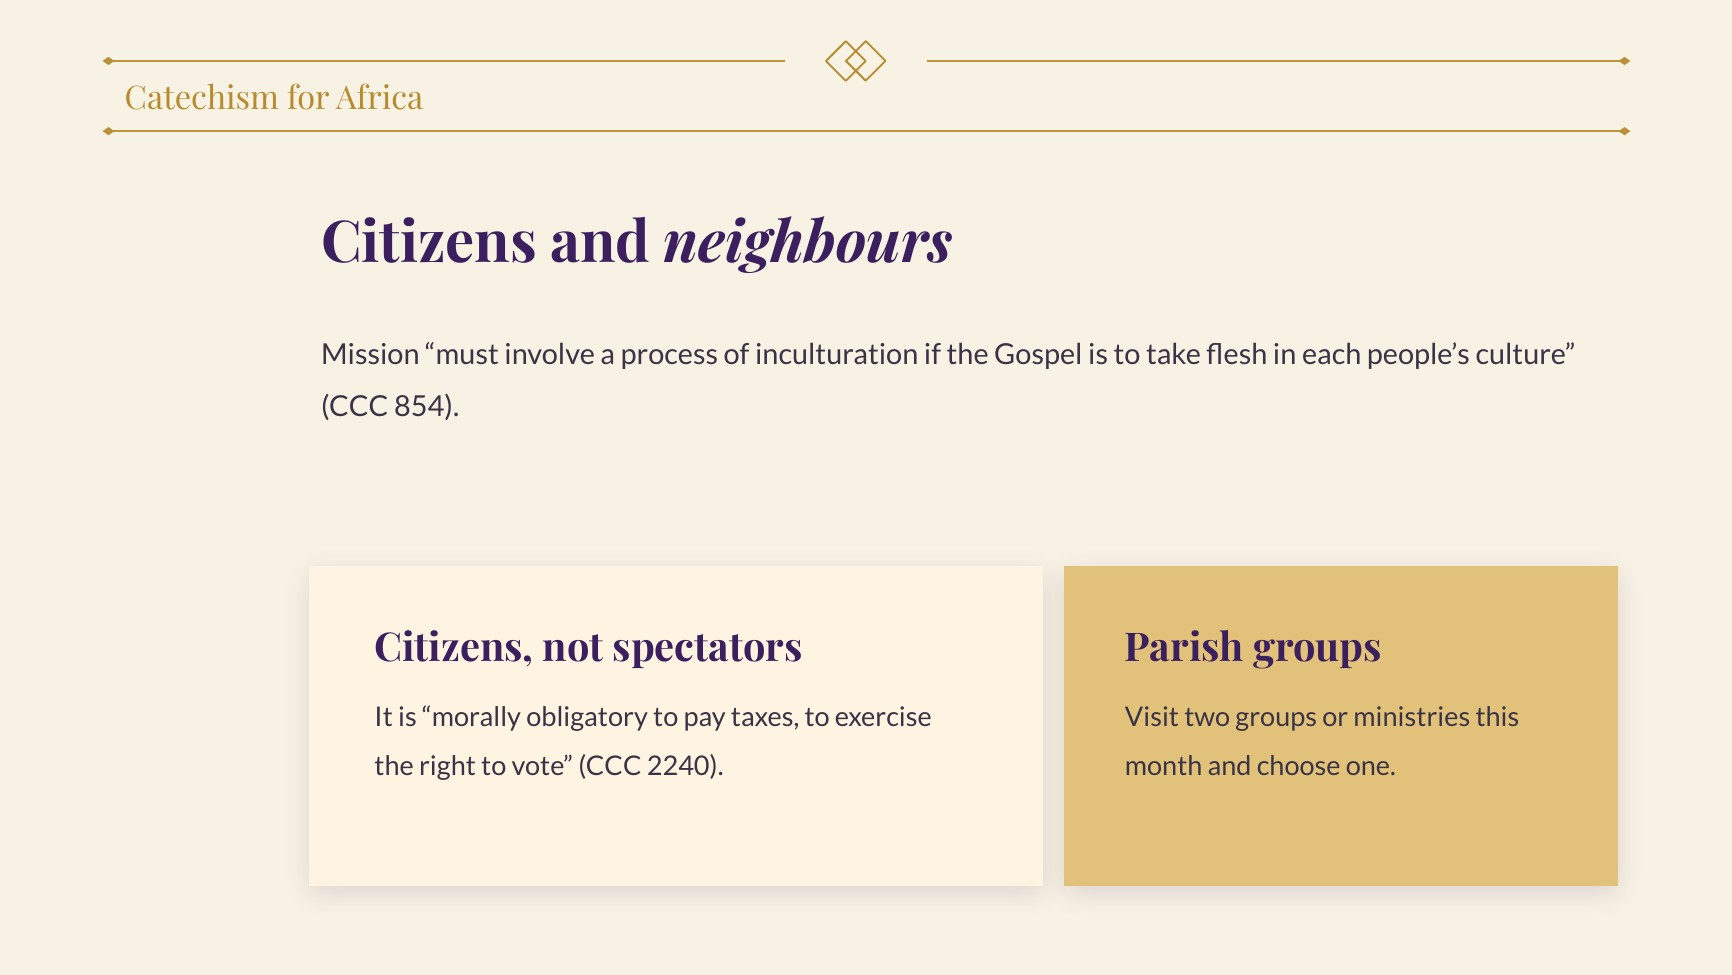 Catechism for Africa
Citizens and neighbours
Mission “must involve a process of inculturation if the Gospel is to take flesh in each people’s culture”
(CCC 854).
Citizens, not spectators
It is “morally obligatory to pay taxes, to exercise
the right to vote” (CCC 2240).
Parish groups
Visit two groups or ministries this
month and choose one.